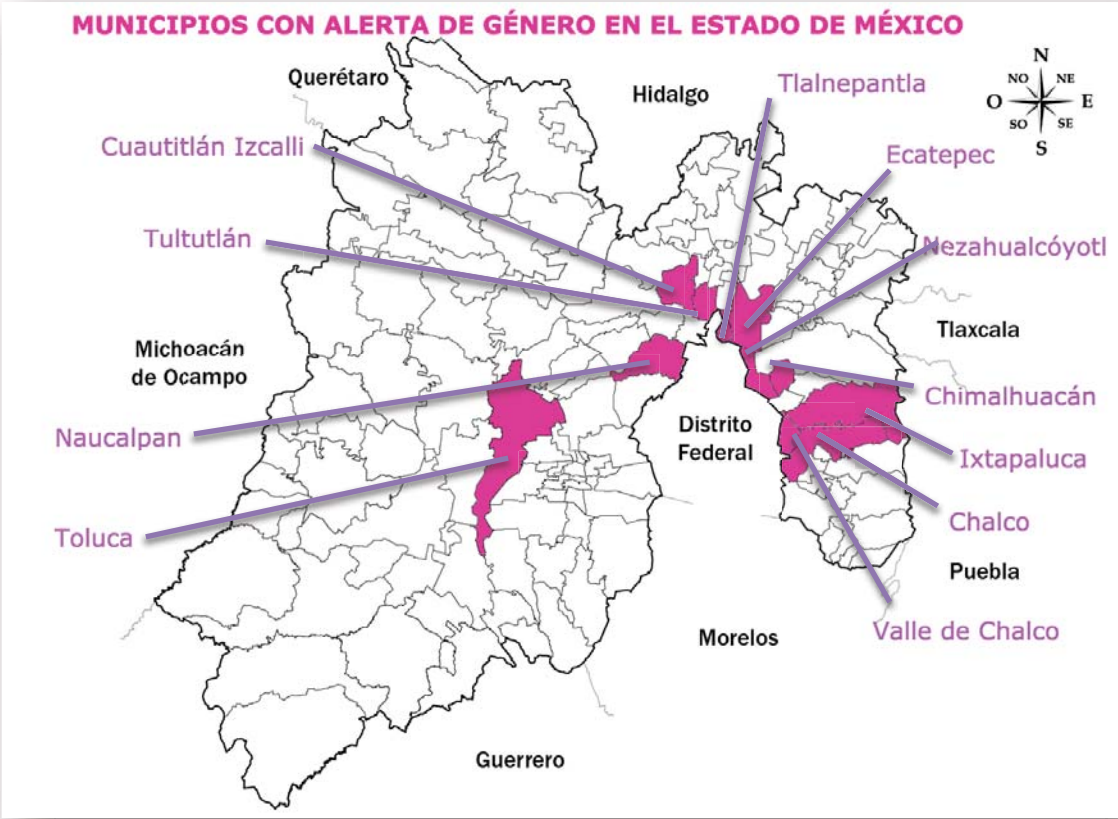 MUNICIPIOS CON ALERTA DE GÉNERO EN EL ESTADO DE MÉXICO
Querétaro
Hidalgo
Tlalnepantla
N
NO
NE
O
E
SO
SE
S
Cuautitlán Izcalli
Ecatepec
Tultutlán
Nezahualcóyotl
Tlaxcala
Michoacán
de Ocampo
Chimalhuacán
Naucalpan
Distrito
Federal
Ixtapaluca
Toluca
Chalco
Puebla
Valle de Chalco
Morelos
Guerrero